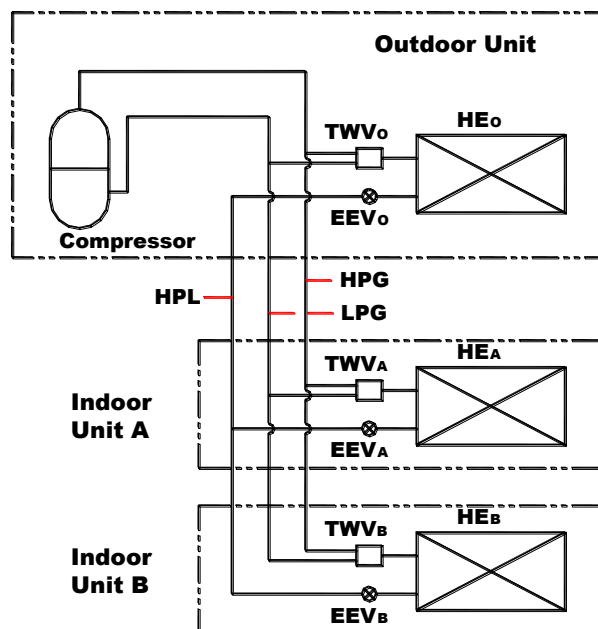 Outdoor Unit
TWVO
HEO
EEVO
Compressor
HPL
HPG
LPG
Indoor
Unit A
TWVA
HEA
EEVA
Indoor
Unit B
TWVB
HEB
EEVB